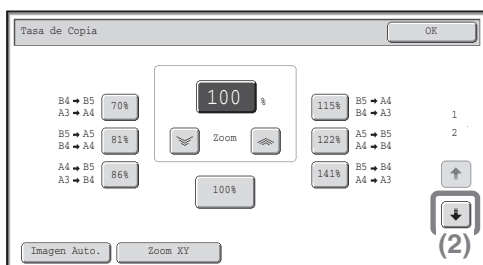 Tasa de Copia
OK
B4 → B5
A3 → A4
70%
B5 → A5
B4 → A4
81%
A4 → B5
A3 → B4
86%
100 %
Zoom
100%
115%
B5 → A4
B4 → A3
122%
A5 → B5
A4 → B4
141%
B5 → B4
A4 → A3
1
2
(2)
Imagen Auto.
Zoom XY